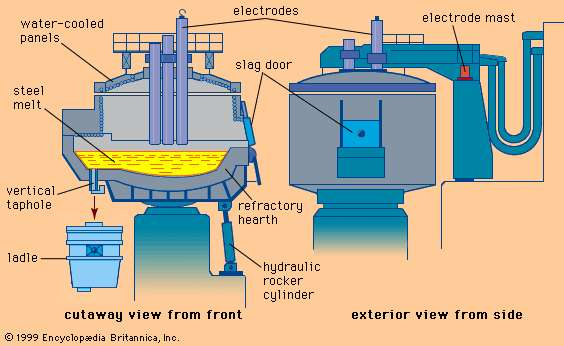 electrodes
electrode mast
water-cooled
panels
slag door
steel
melt
vertical
taphole
refractory
hearth
ladle
hydraulic
rocker
cylinder
cutaway view from front
exterior view from side
© 1999 Encyclopædia Britannica, Inc.